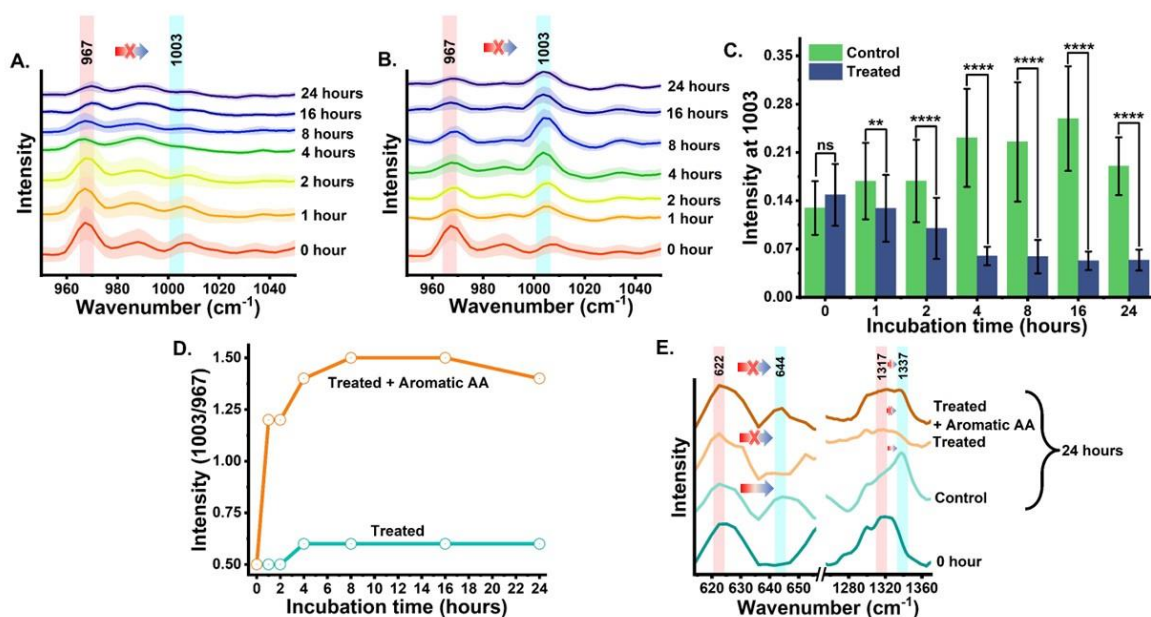 A.
967
1003
24 hours
16 hours
8 hours
4 hours
2 hours
1 hour
0 hour
Intensity
960 980 1000 1020 1040
Wavenumber (cm⁻¹)
B.
967
1003
24 hours
16 hours
8 hours
4 hours
2 hours
1 hour
0 hour
Intensity
960 980 1000 1020 1040
Wavenumber (cm⁻¹)
C.
Control
Treated
0.35
0.28
0.21
0.14
0.07
0.00
Intensity at 1003
ns
**
****
****
****
****
****
0 1 2 4 8 16 24
Incubation time (hours)
D.
1.50
1.25
1.00
0.75
0.50
Intensity (1003/967)
Treated + Aromatic AA
Treated
0 2 4 6 8 10 12 14 16 18 20 22 24
Incubation time (hours)
E.
622
644
1317
1337
Treated
+ Aromatic AA
Treated
Control
0 hour
24 hours
Intensity
620 630 640 650 1280 1320 1360
Wavenumber (cm⁻¹)